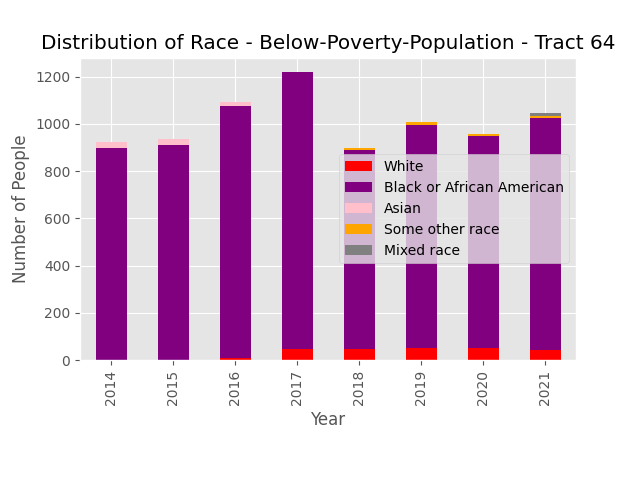 Distribution of Race - Below-Poverty-Population - Tract 64
Number of People
1200
1000
800
600
400
200
0
White
Black or African American
Asian
Some other race
Mixed race
2014
2015
2016
2017
2018
2019
2020
2021
Year